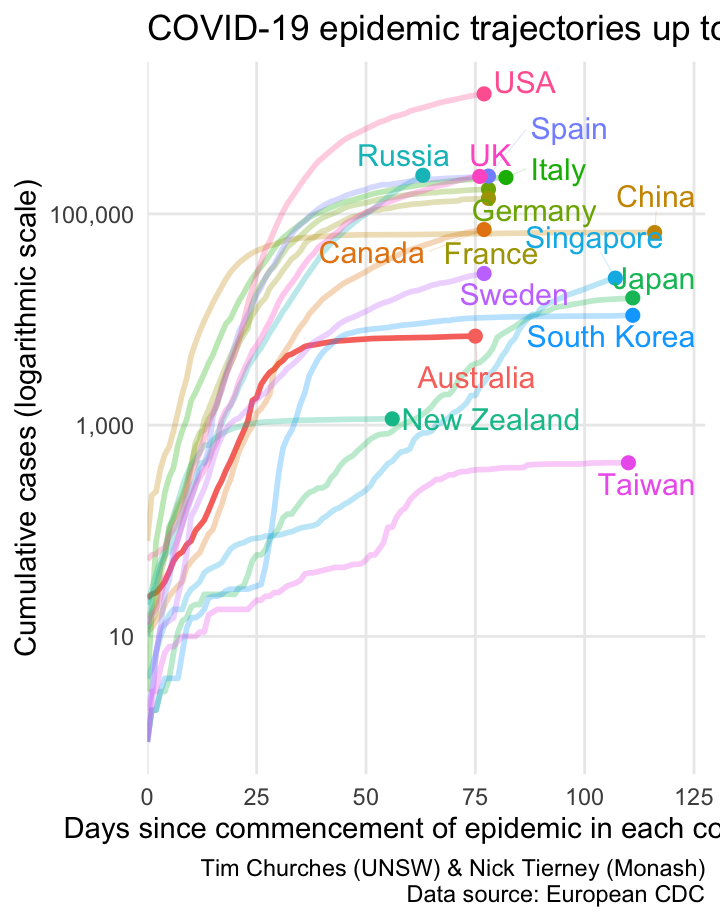 COVID-19 epidemic trajectories up to
USA
Spain
Russia
UK
Italy
China
100,000
Germany
Singapore
Canada
France
Japan
Sweden
South Korea
Australia
1,000
New Zealand
Taiwan
10
Cumulative cases (logarithmic scale)
0 25 50 75 100 125
Days since commencement of epidemic in each co
Tim Churches (UNSW) & Nick Tierney (Monash)
Data source: European CDC